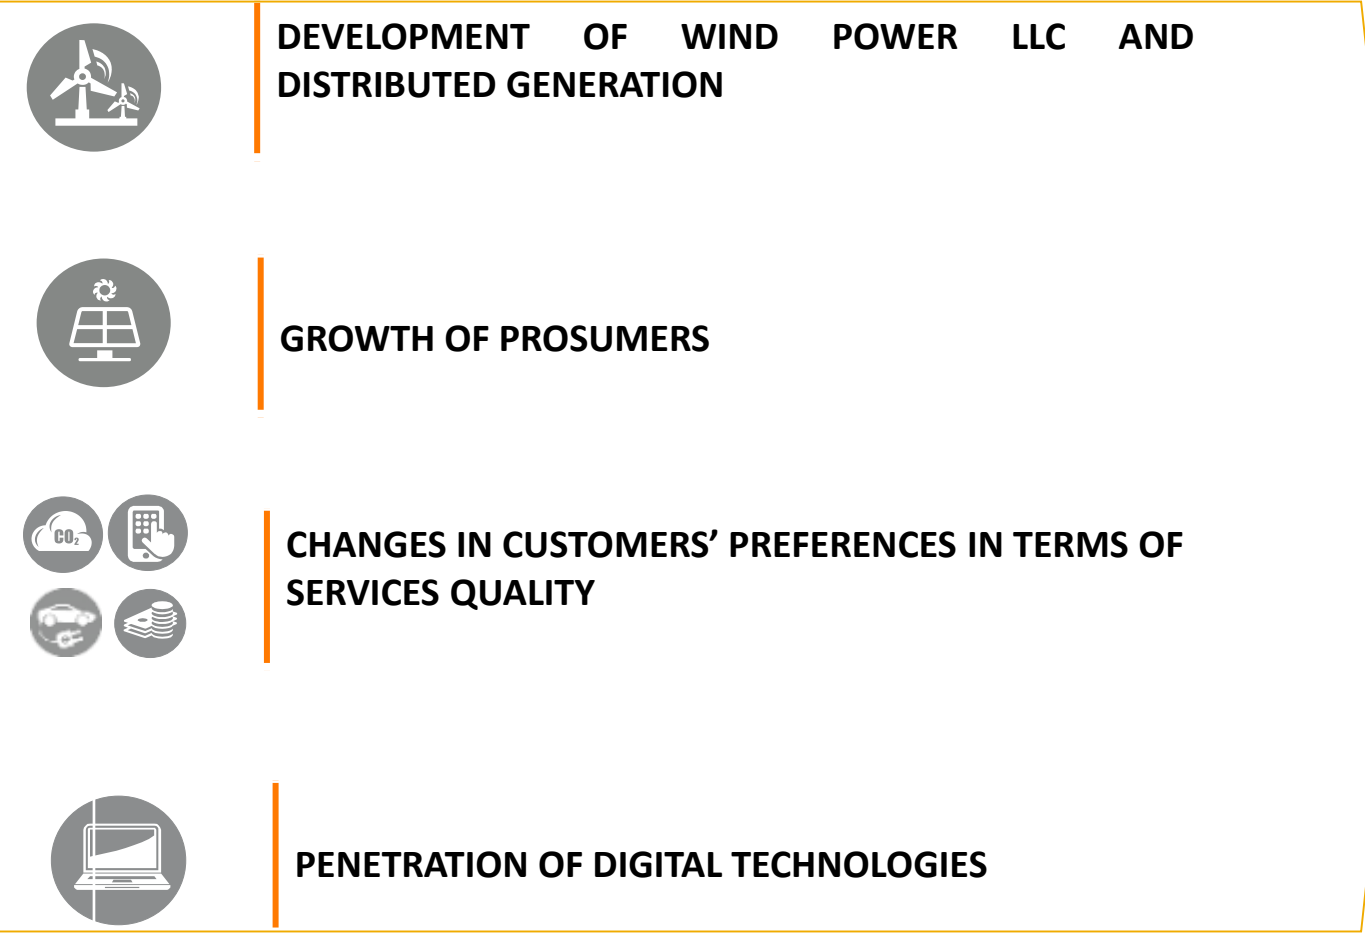 DEVELOPMENT OF WIND POWER LLC AND
DISTRIBUTED GENERATION
GROWTH OF PROSUMERS
CO₂
CHANGES IN CUSTOMERS’ PREFERENCES IN TERMS OF
SERVICES QUALITY
PENETRATION OF DIGITAL TECHNOLOGIES